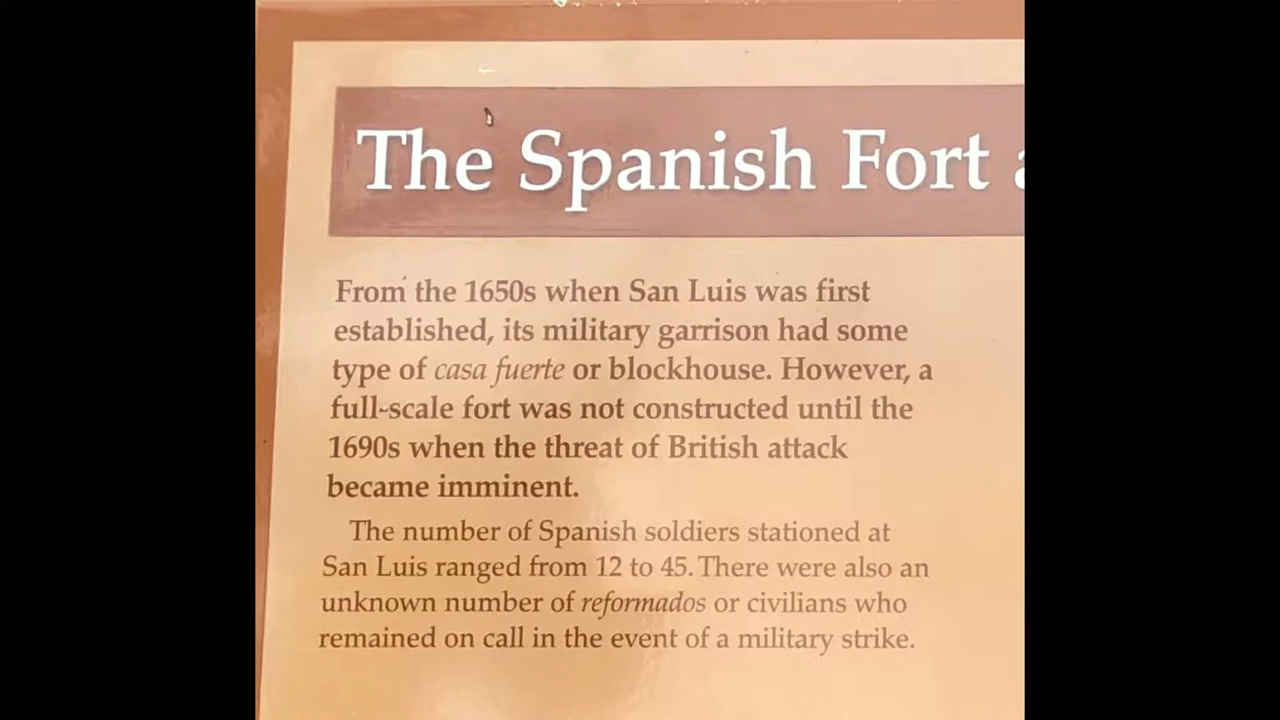 The Spanish Fort
From the 1650s when San Luis was first
established, its military garrison had some
type of casa fuerte or blockhouse. However, a
full-scale fort was not constructed until the
1690s when the threat of British attack
became imminent.
The number of Spanish soldiers stationed at
San Luis ranged from 12 to 45. There were also an
unknown number of reformados or civilians who
remained on call in the event of a military strike.